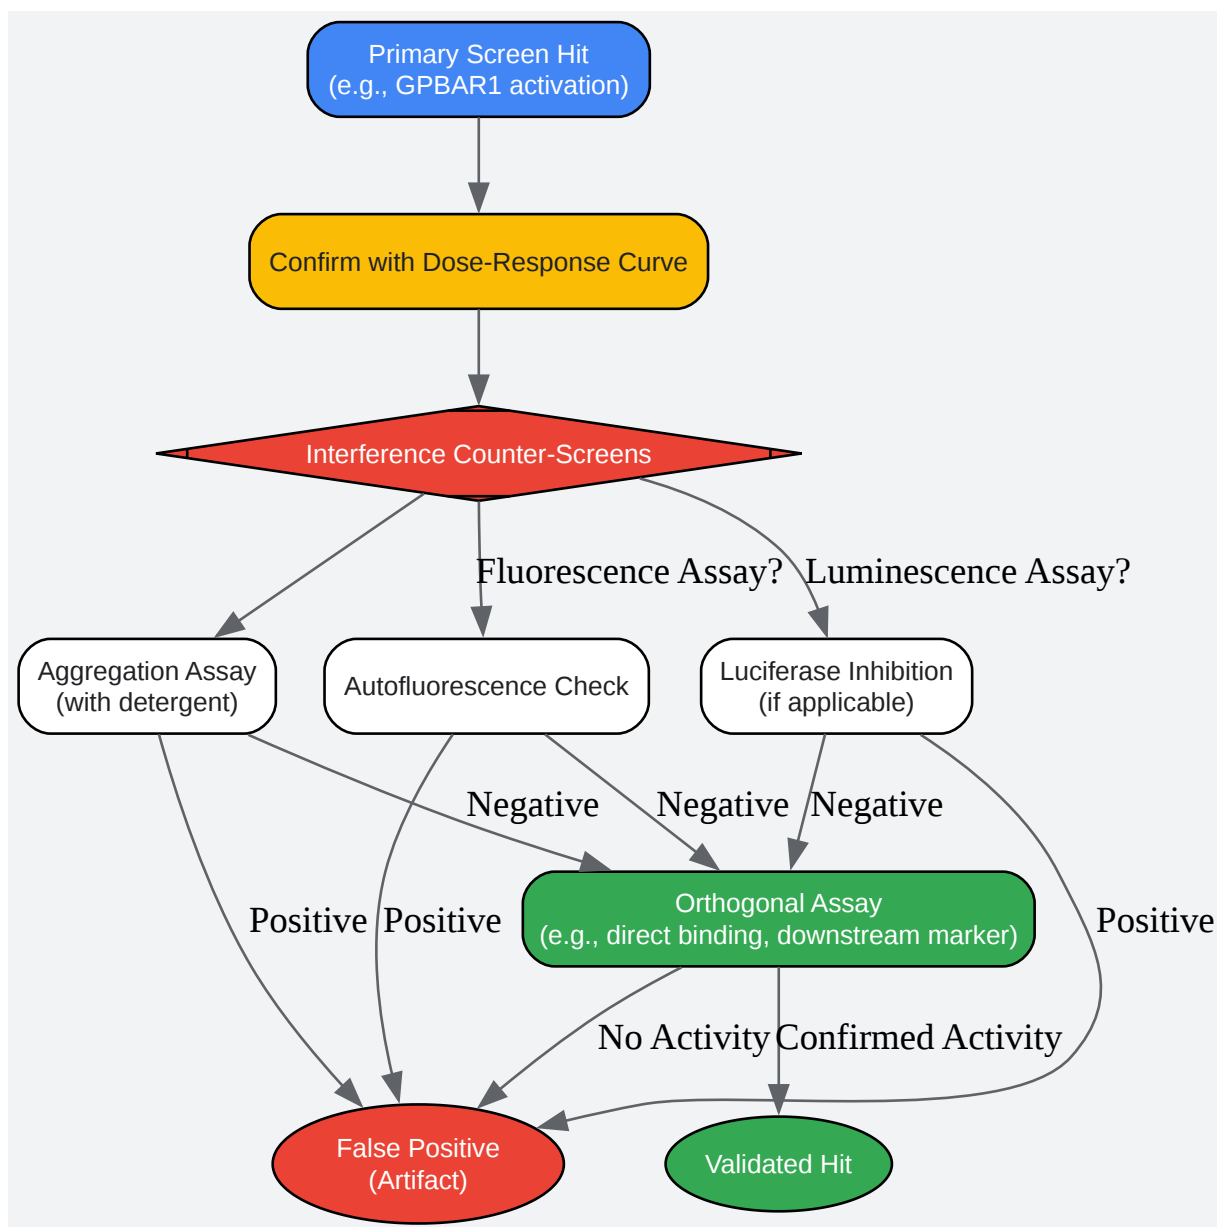 Primary Screen Hit
(e.g., GPBAR1 activation)
Confirm with Dose-Response Curve
Interference Counter-Screens
Fluorescence Assay?
Luminescence Assay?
Aggregation Assay
(with detergent)
Autofluorescence Check
Luciferase Inhibition
(if applicable)
Negative
Negative
Negative
Orthogonal Assay
(e.g., direct binding, downstream marker)
Positive
Positive
Positive
No Activity
Confirmed Activity
False Positive
(Artifact)
Validated Hit